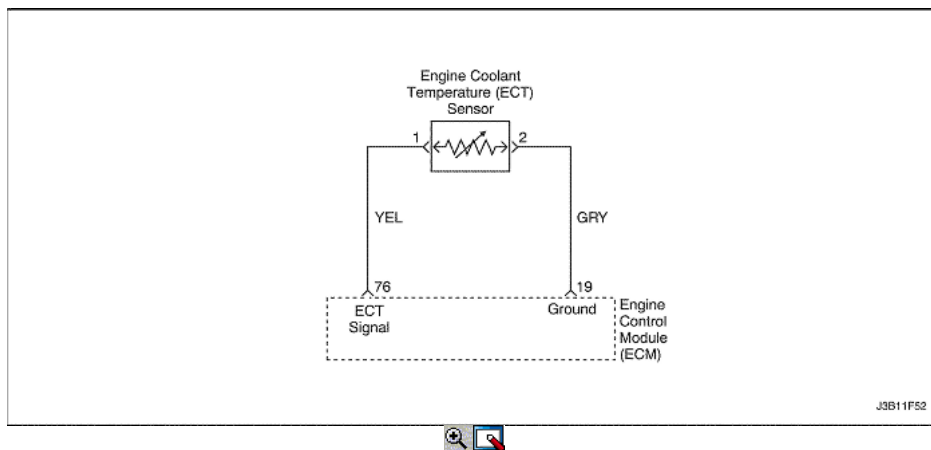 Engine Coolant
Temperature (ECT)
Sensor
1
2
YEL
GRY
76
19
ECT
Signal
Ground
Engine
Control
Module
(ECM)
J3B11F52